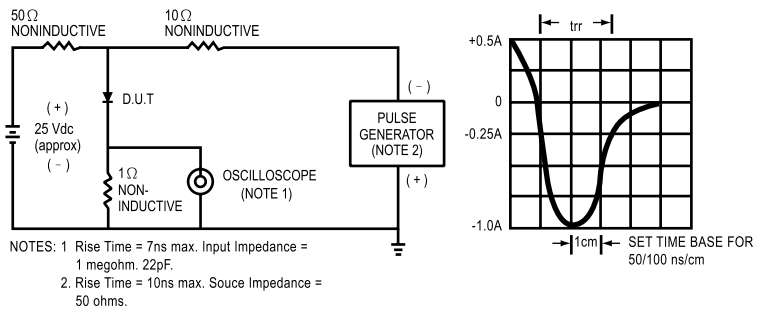 50Ω
NONINDUCTIVE
10Ω
NONINDUCTIVE
D.U.T
(+)
25 Vdc
(approx)
(−)
1Ω
NON-
INDUCTIVE
OSCILLOSCOPE
(NOTE 1)
(−)
PULSE
GENERATOR
(NOTE 2)
(+)
trr
+0.5A
0
-0.25A
-1.0A
1cm
SET TIME BASE FOR
50/100 ns/cm
NOTES: 1 Rise Time = 7ns max. Input Impedance =
1 megohm. 22pF.
2. Rise Time = 10ns max. Souce Impedance =
50 ohms.